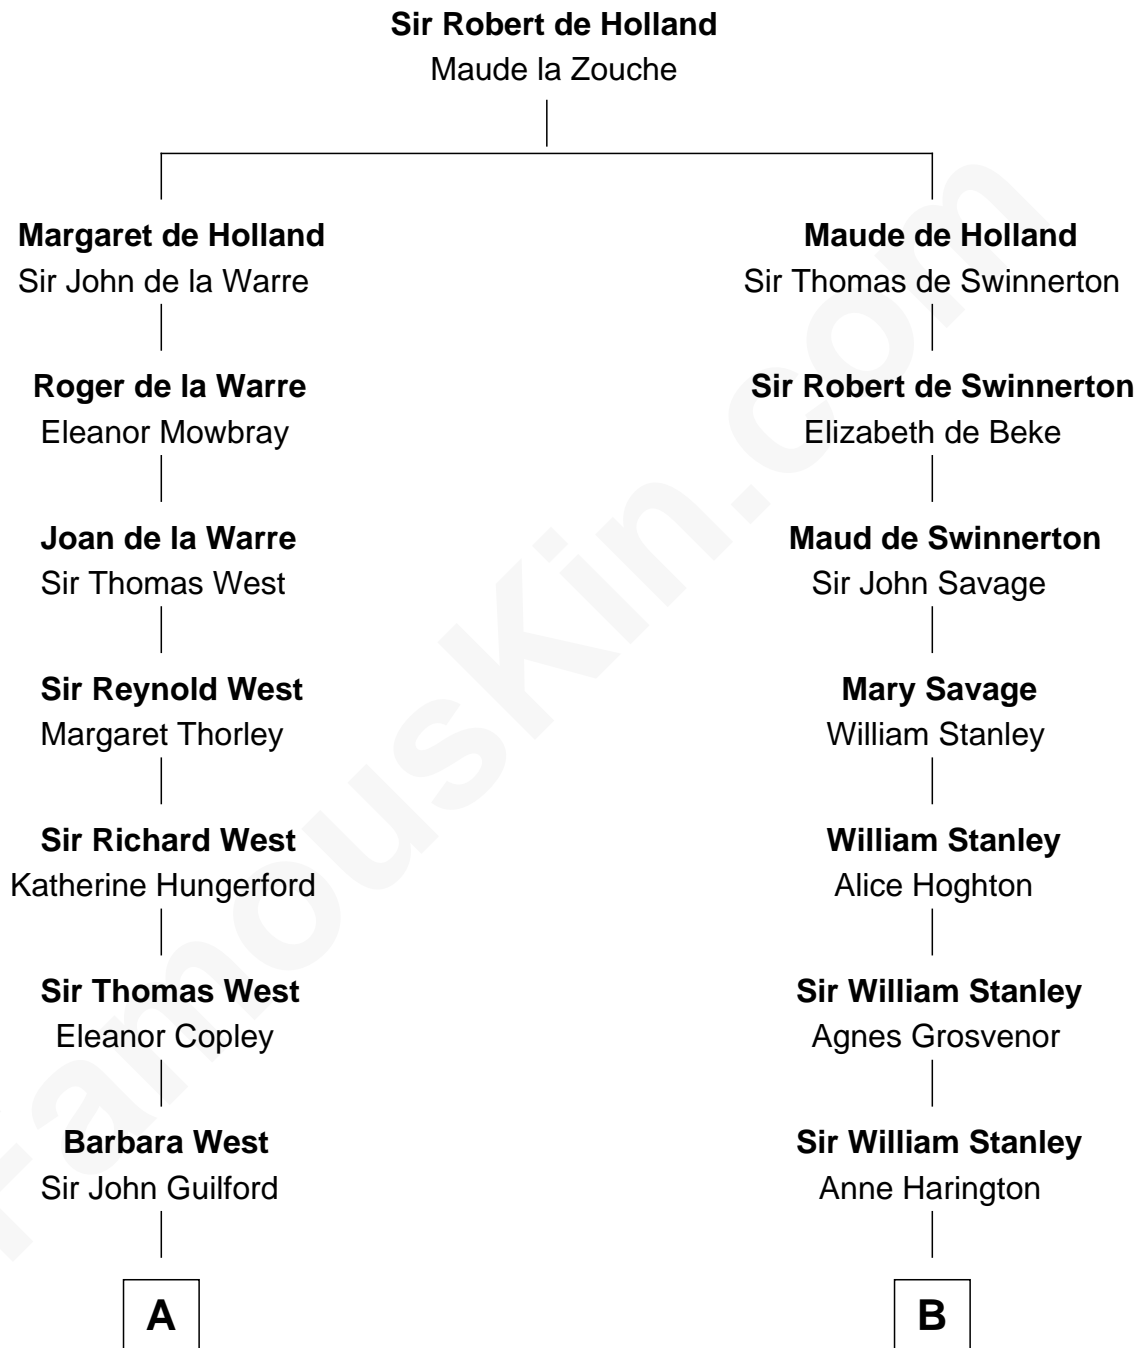 Sir Robert de Holland
Maude la Zouche
Margaret de Holland
Sir John de la Warre
Maude de Holland
Sir Thomas de Swinnerton
Roger de la Warre
Eleanor Mowbray
Sir Robert de Swinnerton
Elizabeth de Beke
Joan de la Warre
Sir Thomas West
Maud de Swinnerton
Sir John Savage
Sir Reynold West
Margaret Thorley
Mary Savage
William Stanley
Sir Richard West
Katherine Hungerford
William Stanley
Alice Hoghton
Sir Thomas West
Eleanor Copley
Sir William Stanley
Agnes Grosvenor
Barbara West
Sir John Guilford
Sir William Stanley
Anne Harington
A
B
FamousKin.com